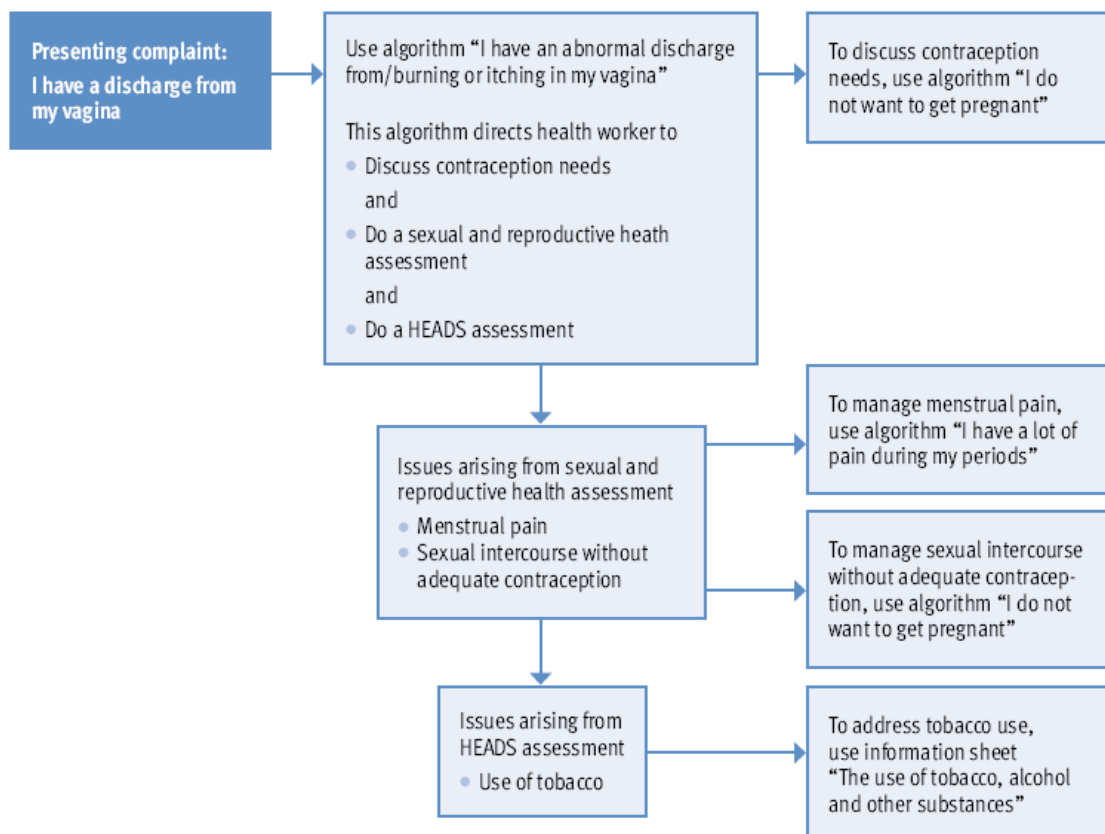 Presenting complaint:
I have a discharge from
my vagina
Use algorithm “I have an abnormal discharge
from/burning or itching in my vagina”
This algorithm directs health worker to
• Discuss contraception needs
and
• Do a sexual and reproductive heath
assessment
and
• Do a HEADS assessment
To discuss contraception
needs, use algorithm “I do
not want to get pregnant”
Issues arising from sexual and
reproductive health assessment
• Menstrual pain
• Sexual intercourse without
adequate contraception
To manage menstrual pain,
use algorithm “I have a lot of
pain during my periods”
To manage sexual intercourse
without adequate contracep-
tion, use algorithm “I do not
want to get pregnant”
Issues arising from
HEADS assessment
• Use of tobacco
To address tobacco use,
use information sheet
“The use of tobacco, alcohol
and other substances”